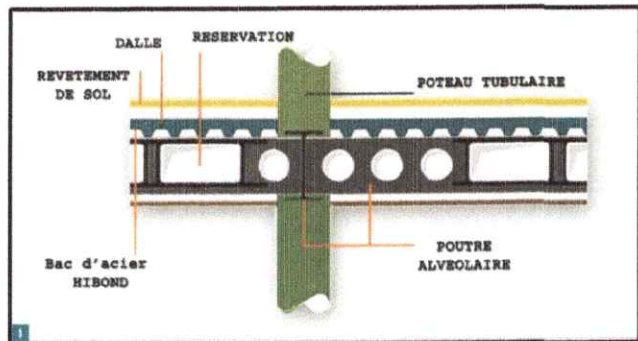 DALLE
RESERVATION
REVETEMENT
DE SOL
POTEAU TUBULAIRE
Bac d'acier
HIBOND
POUTRE
ALVEOLAIRE
1